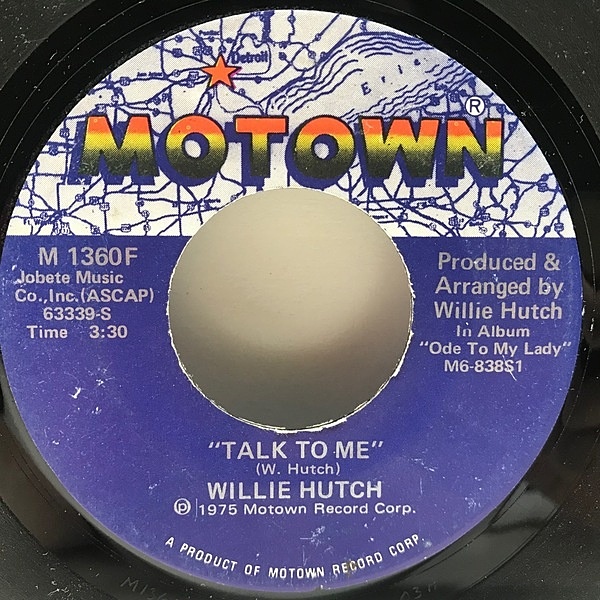 Detroit
Erie
MOTOWN®
M 1360F
Jobete Music
Co.,Inc.(ASCAP)
63339-S
Time 3:30
Produced &
Arranged by
Willie Hutch
In Album
"Ode To My Lady"
M6-838S1
"TALK TO ME"
(W. Hutch)
WILLIE HUTCH
℗ 1975 Motown Record Corp.
A PRODUCT OF MOTOWN RECORD CORP.